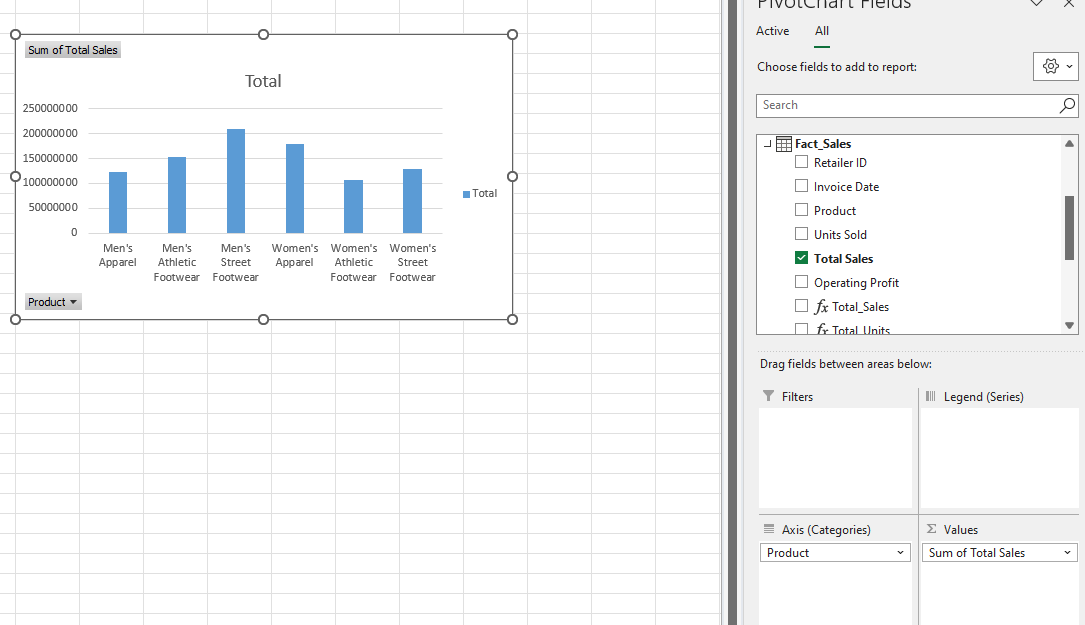 Sum of Total Sales
Total
250000000
200000000
150000000
100000000
50000000
0
Men's Apparel
Men's Athletic Footwear
Men's Street Footwear
Women's Apparel
Women's Athletic Footwear
Women's Street Footwear
Total
Product
PivotChart Fields
Active All
Choose fields to add to report:
Search
Fact_Sales
Retailer ID
Invoice Date
Product
Units Sold
Total Sales
Operating Profit
fx Total_Sales
fx Total_Units
Drag fields between areas below:
Filters
Legend (Series)
Axis (Categories)
Product
Σ Values
Sum of Total Sales